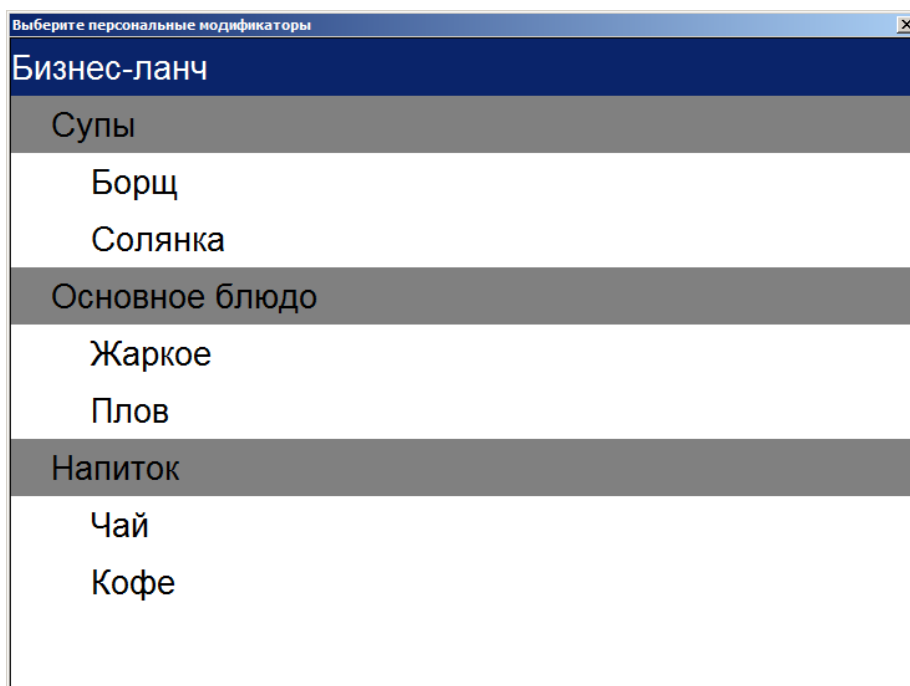 Выберите персональные модификаторы
Бизнес-ланч
Супы
Борщ
Солянка
Основное блюдо
Жаркое
Плов
Напиток
Чай
Кофе